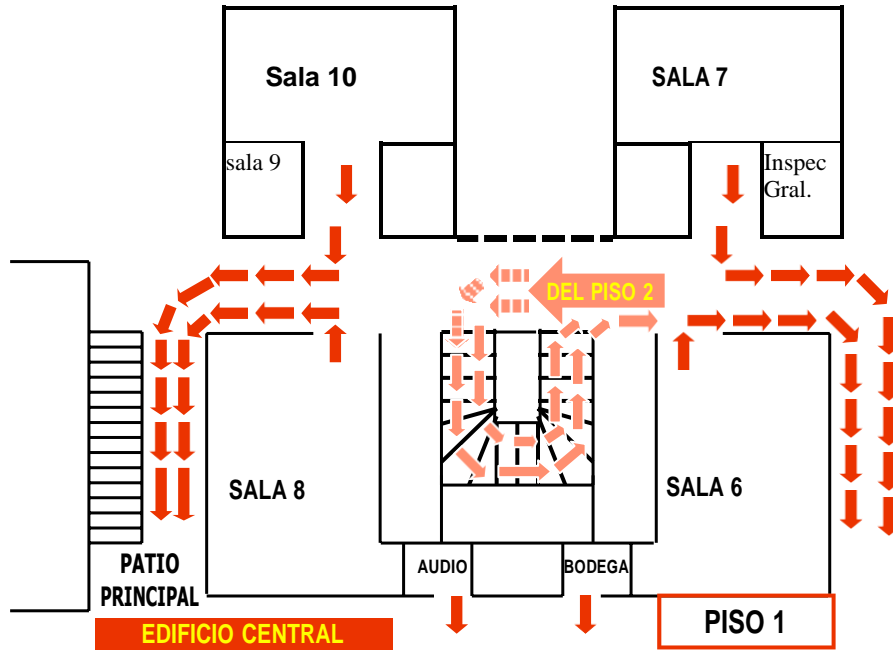 Sala 10
SALA 7
sala 9
Inspec
Gral.
DEL PISO 2
SALA 8
SALA 6
AUDIO
BODEGA
PATIO
PRINCIPAL
EDIFICIO CENTRAL
PISO 1